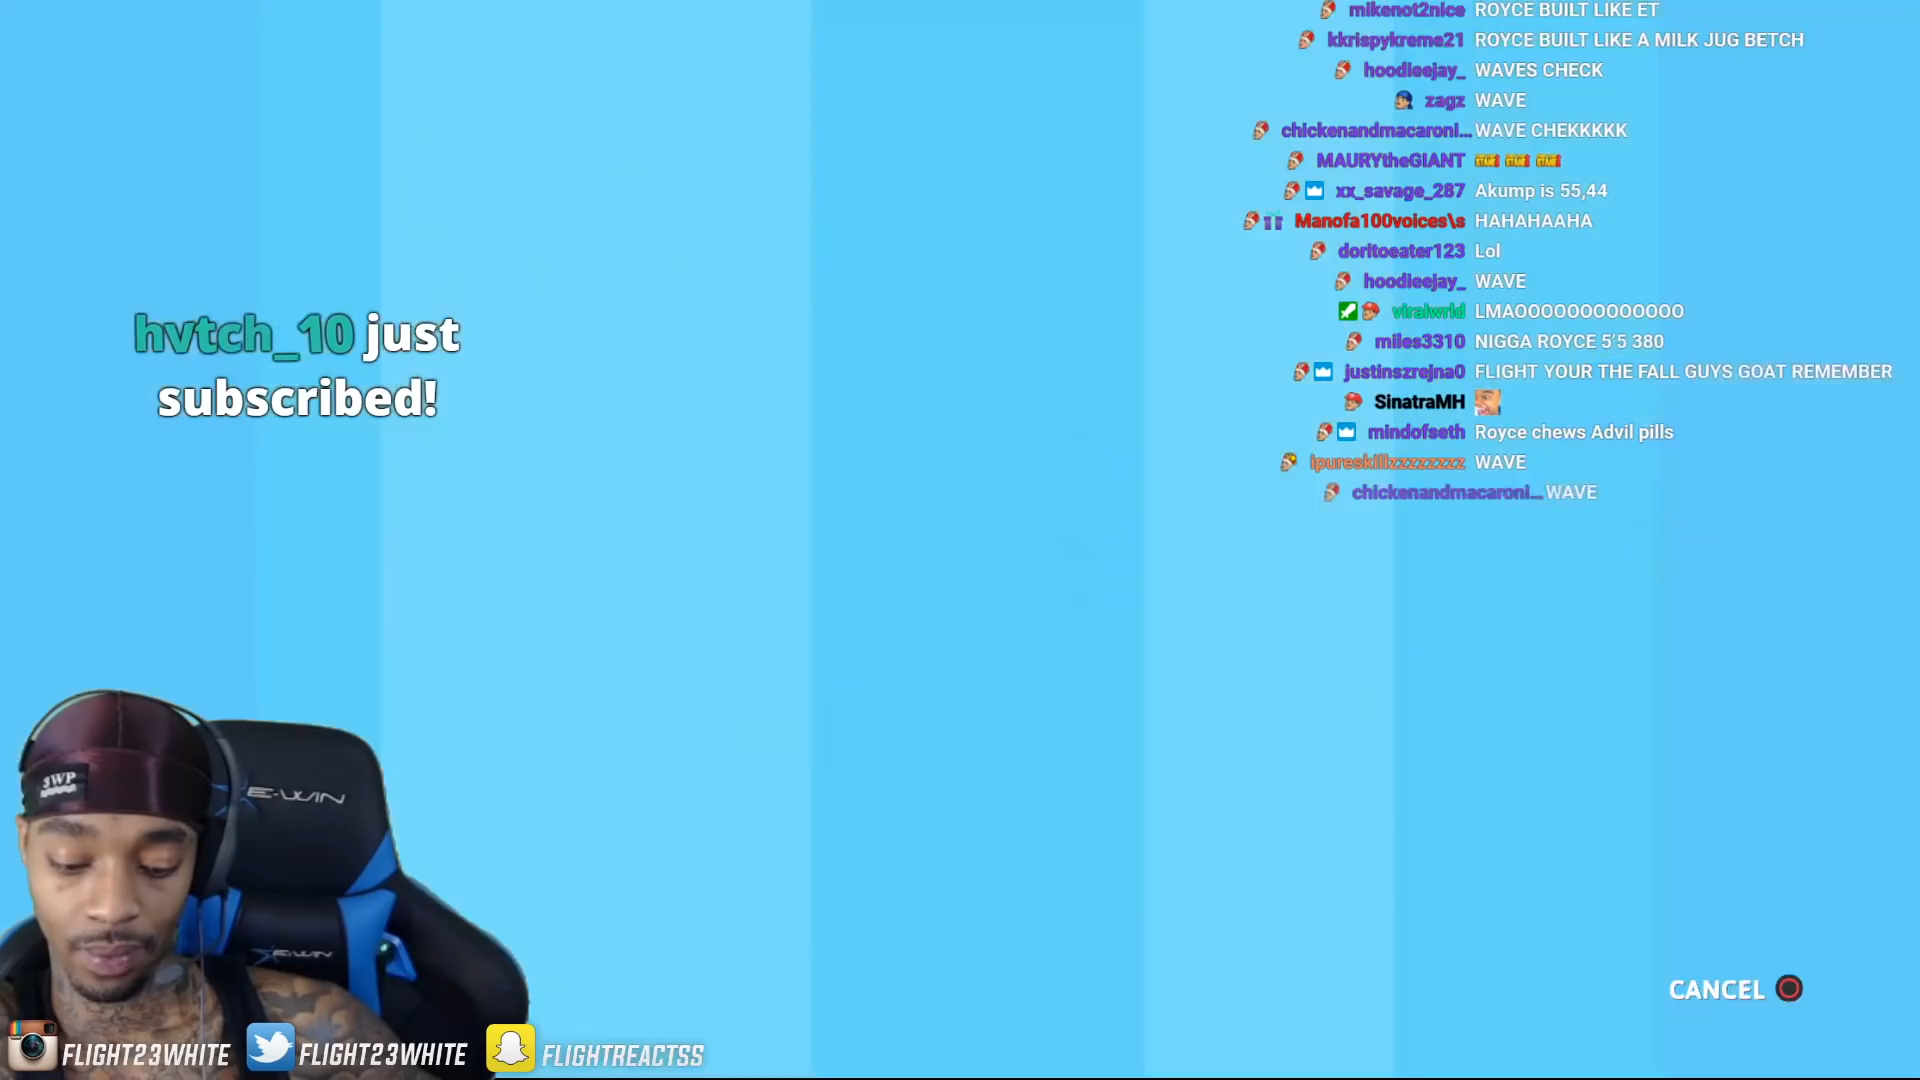 mikenot2nice ROYCE BUILT LIKE ET
kkrispykreme21 ROYCE BUILT LIKE A MILK JUG BETCH
hoodieejay_ WAVES CHECK
zagz WAVE
chickenandmacaroni... WAVE CHEKKKKK
MAURYtheGIANT
xx_savage_287 Akump is 55,44
Manofa100voices\s HAHAHAAHA
doritoeater123 Lol
hoodieejay_ WAVE
viralwrld LMAOOOOOOOOOOOOO
miles3310 NIGGA ROYCE 5'5 380
justinszrejna0 FLIGHT YOUR THE FALL GUYS GOAT REMEMBER
SinatraMH
mindofseth Royce chews Advil pills
ipureskillzzzzzzzz WAVE
chickenandmacaroni... WAVE
hvtch_10 just
subscribed!
3WP
E-WIN
E-WIN
CANCEL
FLIGHT23WHITE
FLIGHT23WHITE
FLIGHTREACTSS